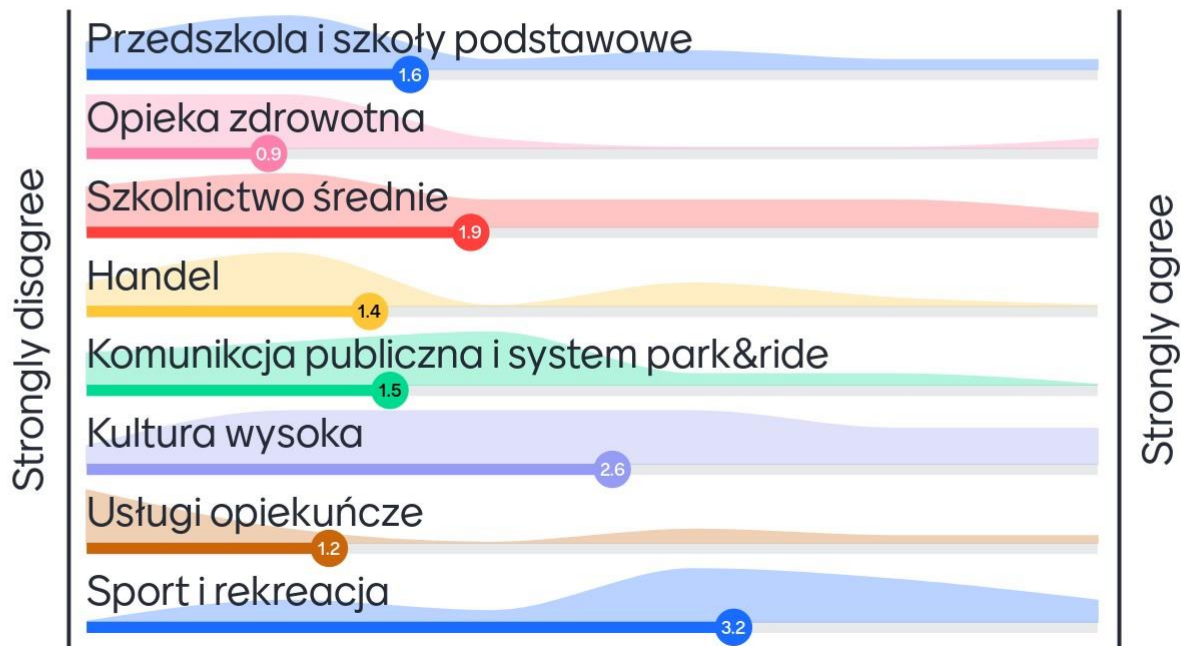 Strongly disagree
Przedszkola i szkoły podstawowe
1.6
Opieka zdrowotna
0.9
Szkolnictwo średnie
1.9
Handel
1.4
Komunikcja publiczna i system park&ride
1.5
Kultura wysoka
2.6
Usługi opiekuńcze
1.2
Sport i rekreacja
3.2
Strongly agree